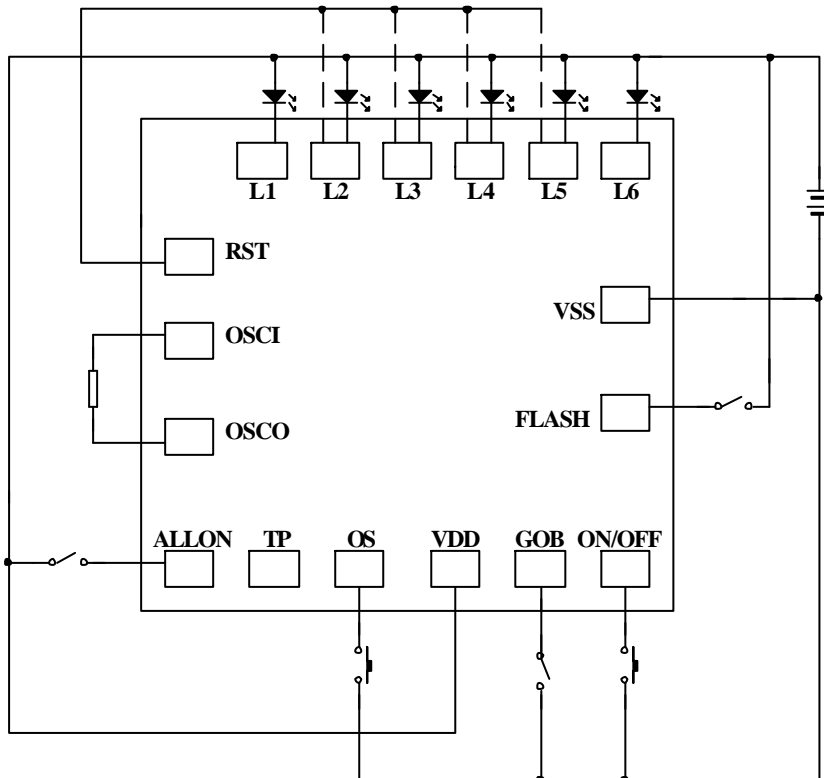 L1 L2 L3 L4 L5 L6
RST
VSS
OSCI
FLASH
OSCO
ALLON TP OS VDD GOB ON/OFF